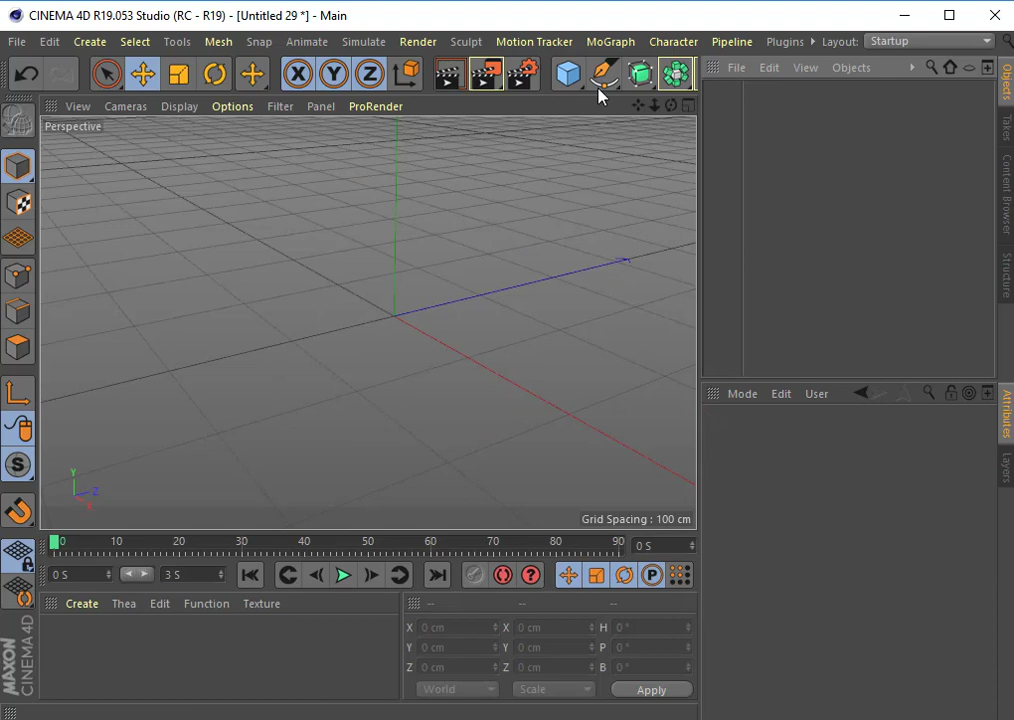 CINEMA 4D R19.053 Studio (RC - R19) - [Untitled 29 *] - Main
File Edit Create Select Tools Mesh Snap Animate Simulate Render Sculpt Motion Tracker MoGraph Character Pipeline Plugins Layout: Startup
X Y Z
File Edit View Objects
View Cameras Display Options Filter Panel ProRender
Perspective
Objects
Takes
Content Browser
Structure
Y
Z
X
Grid Spacing : 100 cm
Mode Edit User
Attributes
Layers
S
0 10 20 30 40 50 60 70 80 90 0 S
0 S 3 S P
Create Thea Edit Function Texture
-- -- --
X 0 cm X 0 cm H 0 °
Y 0 cm Y 0 cm P 0 °
Z 0 cm Z 0 cm B 0 °
World Scale Apply
MAXON
CINEMA 4D